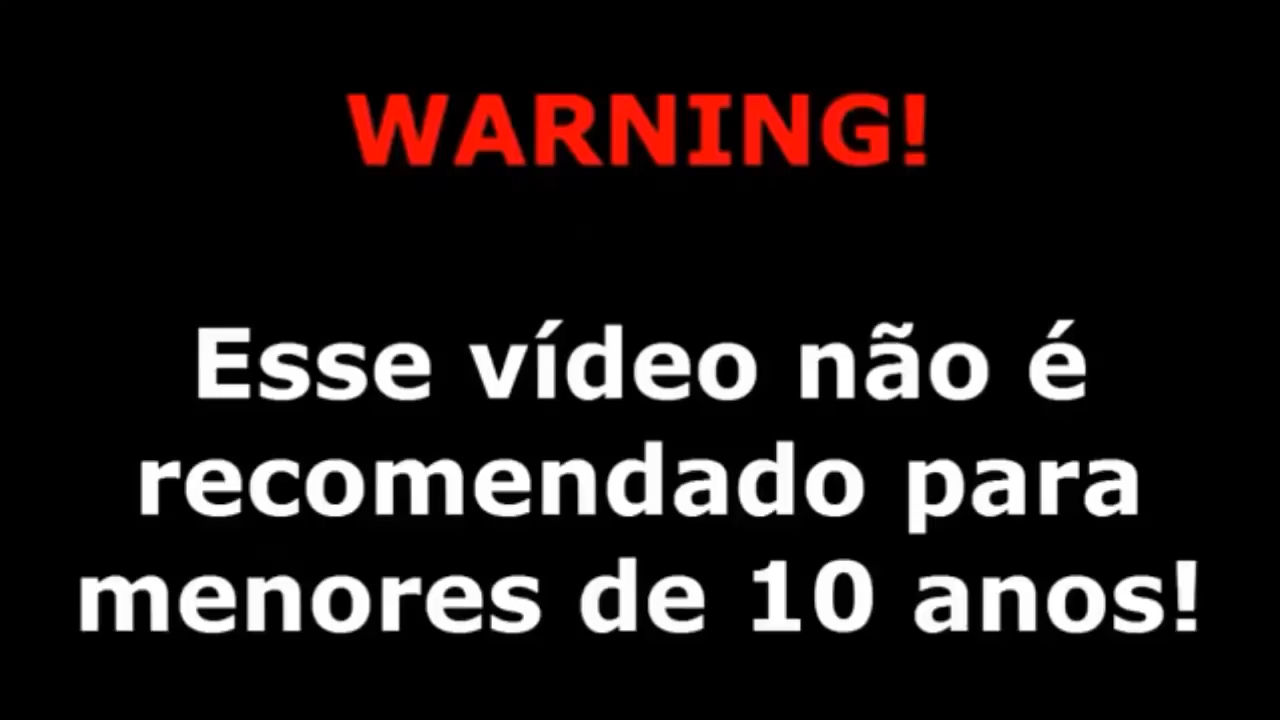 WARNING!
Esse vídeo não é
recomendado para
menores de 10 anos!